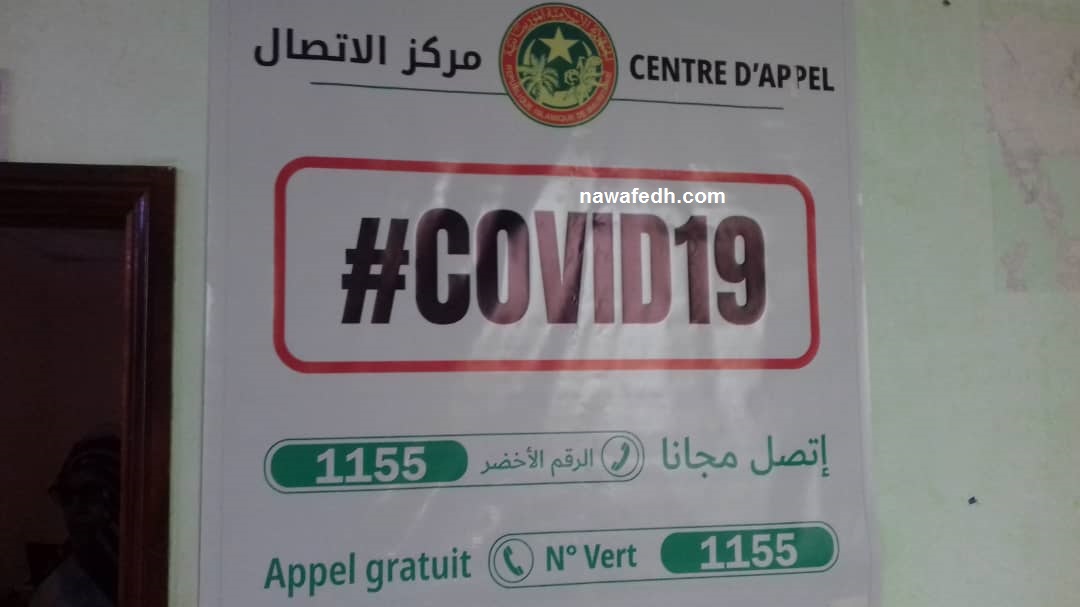 مركز الاتصال
CENTRE D'APPEL
nawafedh.com
#COVID19
إتصل مجانا الرقم الأخضر 1155
Appel gratuit N° Vert 1155